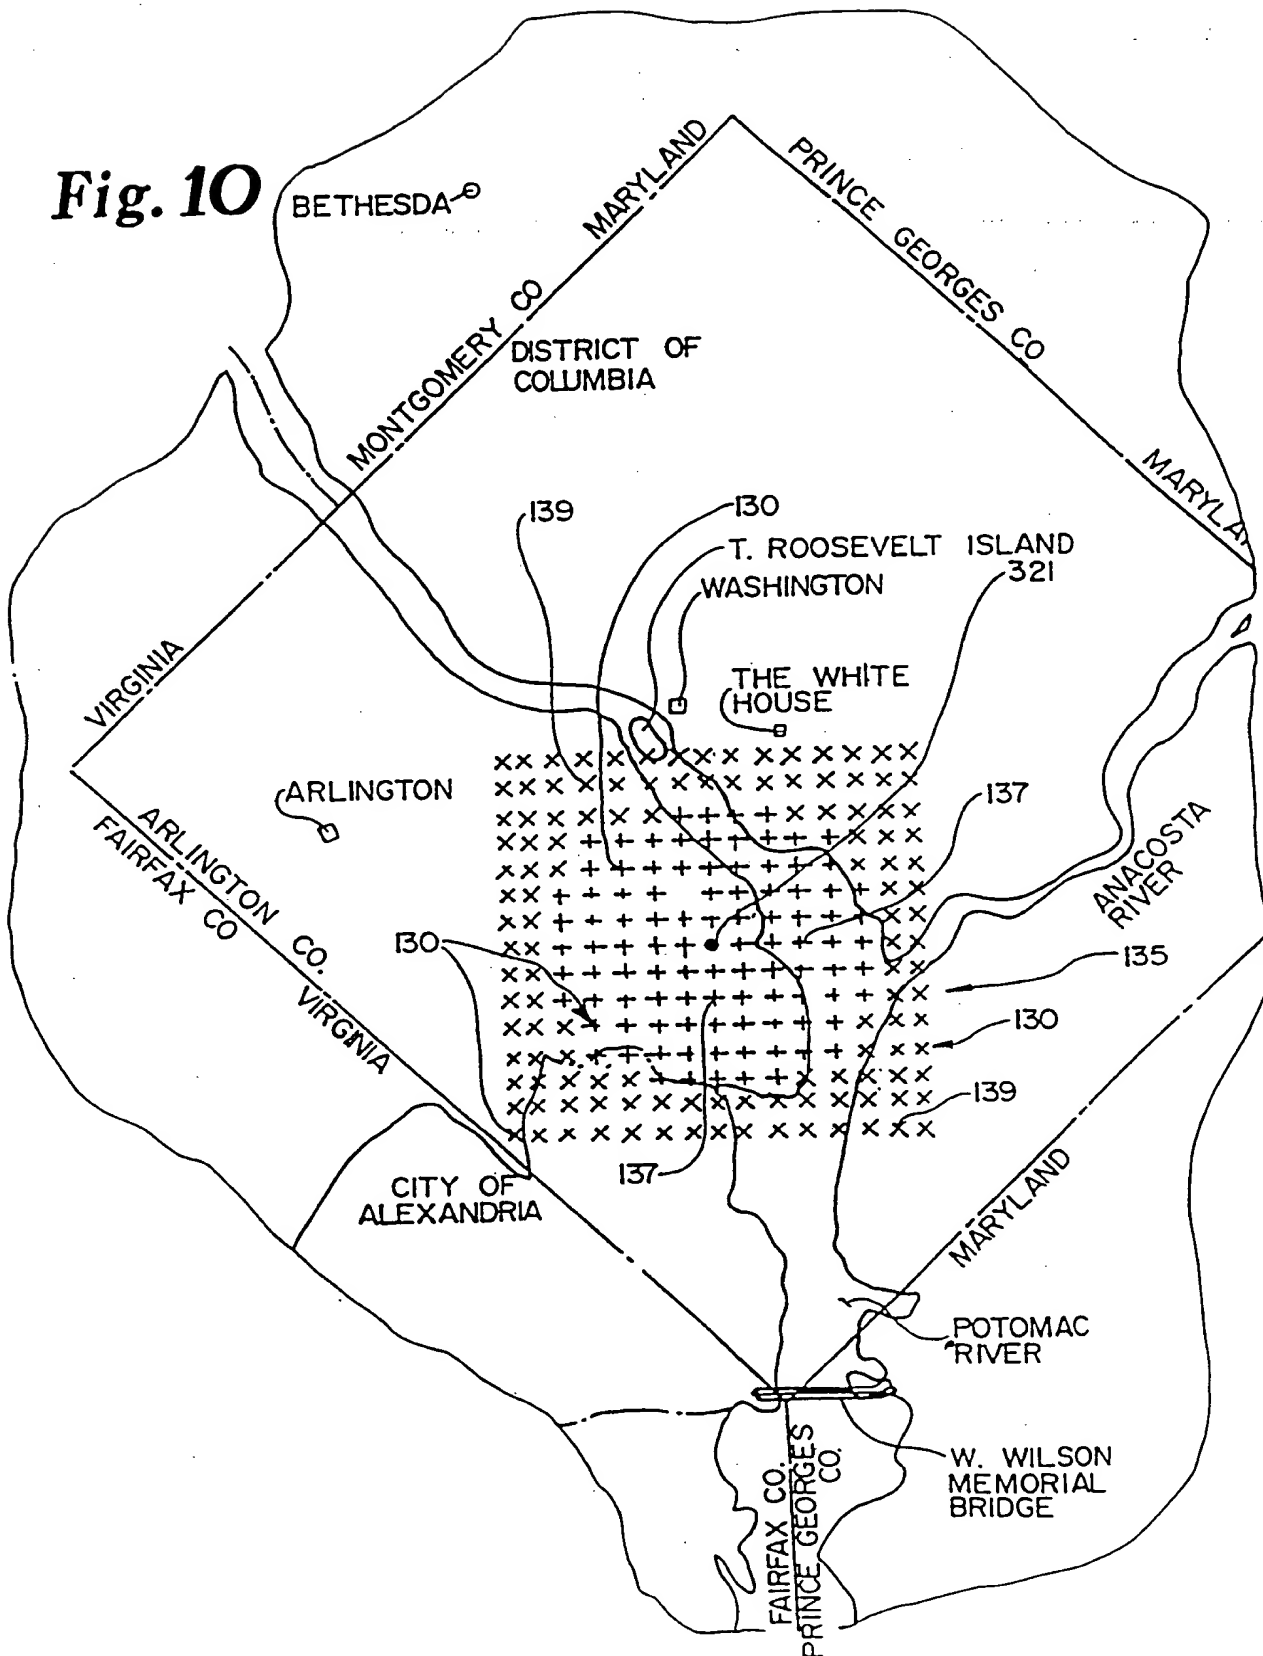 Fig. 10
BETHESDA
MARYLAND
PRINCE GEORGES CO
MONTGOMERY CO
DISTRICT OF
COLUMBIA
MARYLA
139
130
T. ROOSEVELT ISLAND
321
WASHINGTON
VIRGINIA
THE WHITE
HOUSE
ARLINGTON
137
ARLINGTON CO.
FAIRFAX CO
VIRGINIA
ANACOSTA
RIVER
130
135
130
139
137
CITY OF
ALEXANDRIA
MARYLAND
POTOMAC
RIVER
W. WILSON
MEMORIAL
BRIDGE
FAIRFAX CO.
PRINCE GEORGES
CO.